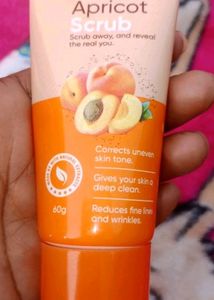 Apricot
Scrub
Scrub away, and reveal
the real you.
Corrects uneven
skin tone.
Gives your skin a
deep clean.
60g
Reduces fine lines
and wrinkles.